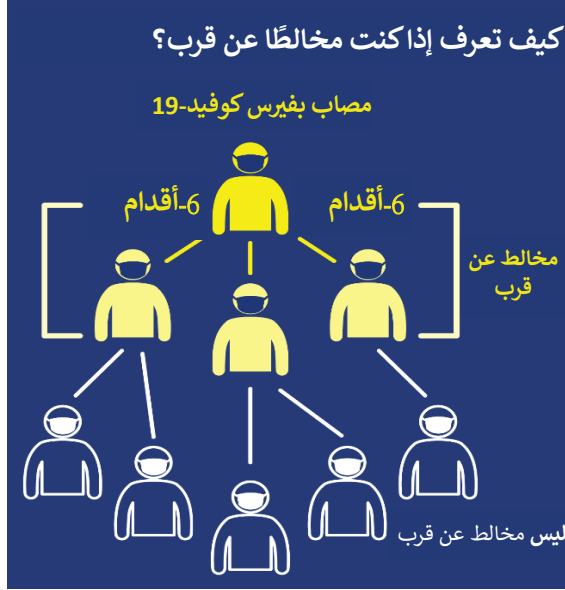 كيف تعرف إذا كنت مخالطًا عن قرب؟
مصاب بفيرس كوفيد-19
6-أقدام
6-أقدام
مخالط عن
قرب
ليس مخالط عن قرب